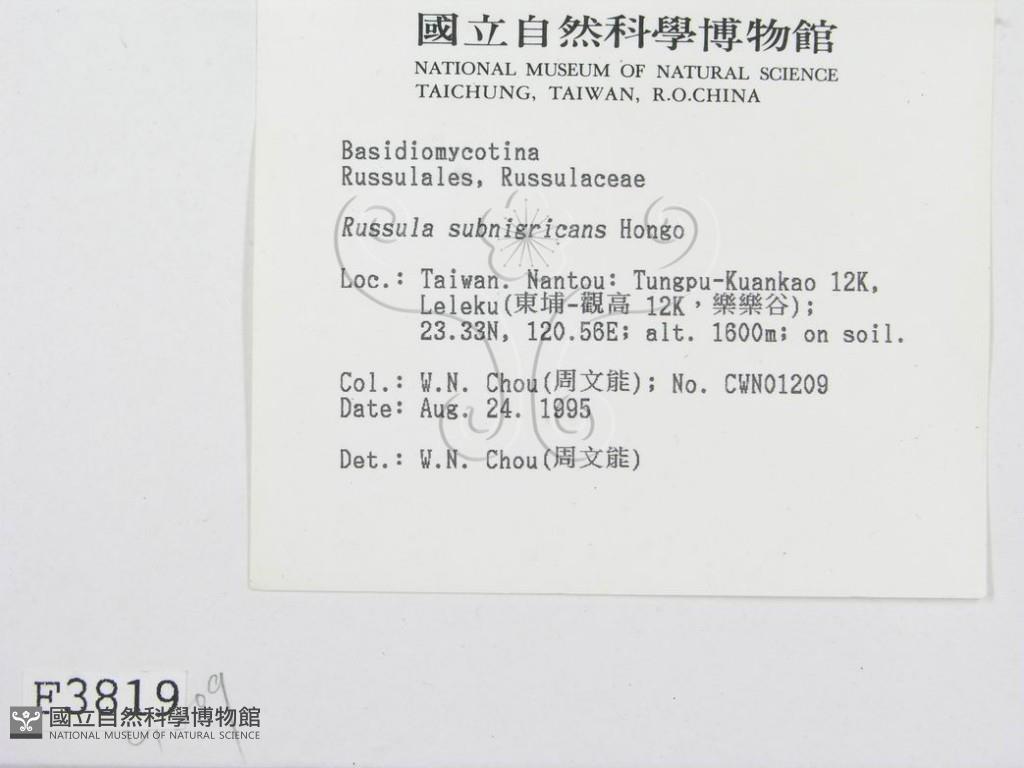 國立自然科學博物館
NATIONAL MUSEUM OF NATURAL SCIENCE
TAICHUNG, TAIWAN, R.O.CHINA
Basidiomycotina
Russulales, Russulaceae
Russula subnigricans Hongo
Loc.: Taiwan. Nantou: Tungpu-Kuankao 12K,
Leleku(東埔-觀高 12K，樂樂谷);
23.33N, 120.56E; alt. 1600m; on soil.
Col.: W.N. Chou(周文能); No. CWN01209
Date: Aug. 24. 1995
Det.: W.N. Chou(周文能)
F3819
國立自然科學博物館
NATIONAL MUSEUM OF NATURAL SCIENCE